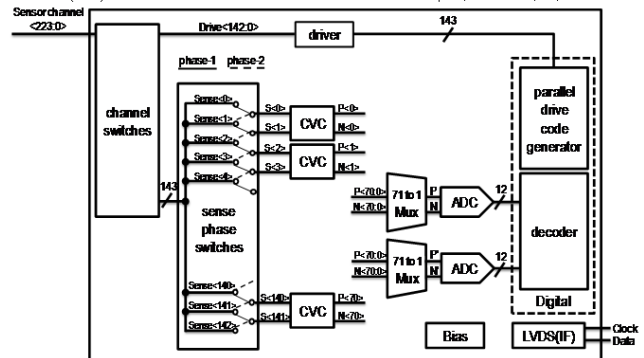 Sensor channel
<223:0>
Drive<142:0>
driver
143
phase-1 phase-2
channel
switches
143
Sense<0>
Sense<1>
Sense<2>
Sense<3>
Sense<4>
sense
phase
switches
Sense<140>
Sense<141>
Sense<142>
S<0>
S<1>
S<2>
S<3>
CVC
P<0>
N<0>
CVC
P<1>
N<1>
S<140>
S<141>
CVC
P<70>
N<70>
P<70:0>
N<70:0>
71 to 1
Mux
P
N
ADC
12
P<70:0>
N<70:0>
71 to 1
Mux
P'
N'
ADC
12
parallel
drive
code
generator
decoder
Digital
Bias
LVDS(IF)
Clock
Data